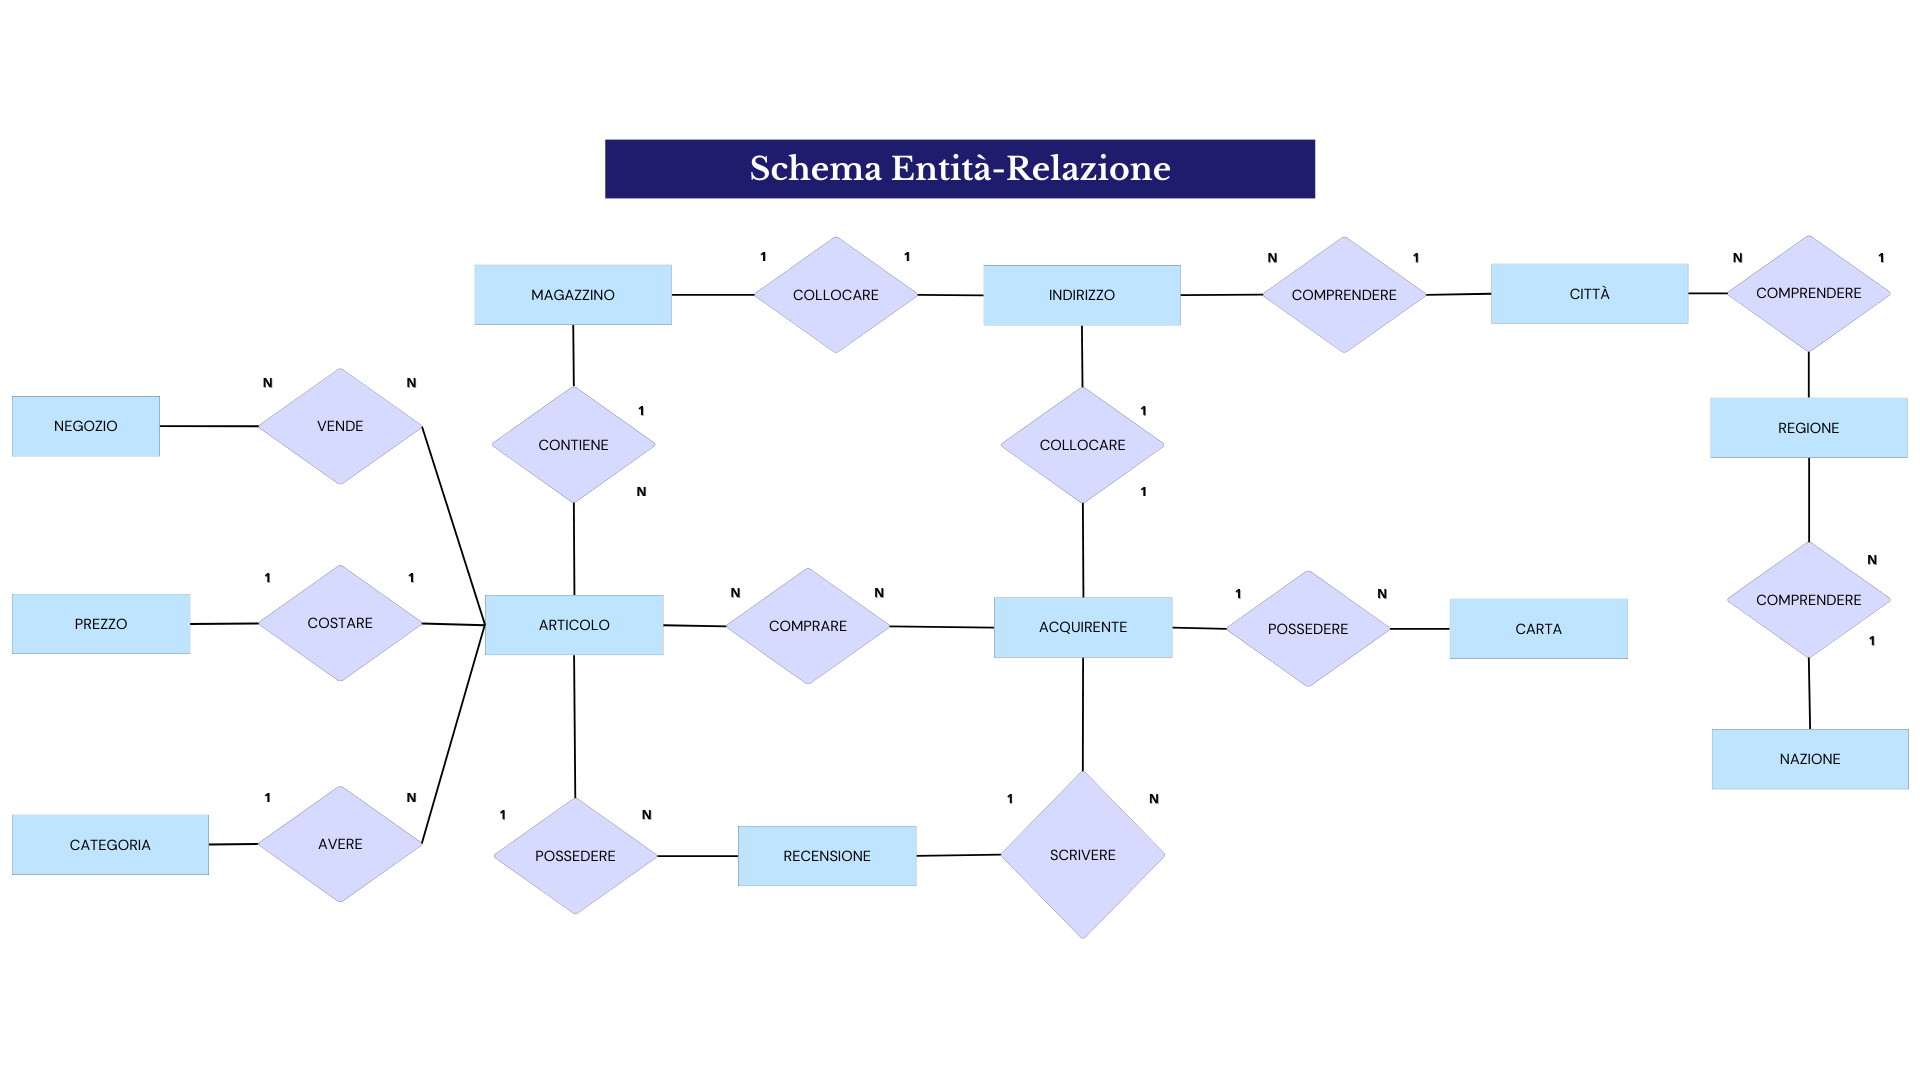 Schema Entità-Relazione
1
1
N
1
N
1
MAGAZZINO
COLLOCARE
INDIRIZZO
COMPRENDERE
CITTÀ
COMPRENDERE
N
N
1
1
NEGOZIO
VENDE
CONTIENE
COLLOCARE
REGIONE
N
1
1
1
N
N
1
N
N
PREZZO
COSTARE
ARTICOLO
COMPRARE
ACQUIRENTE
POSSEDERE
CARTA
COMPRENDERE
1
NAZIONE
1
N
1
N
1
N
CATEGORIA
AVERE
POSSEDERE
RECENSIONE
SCRIVERE